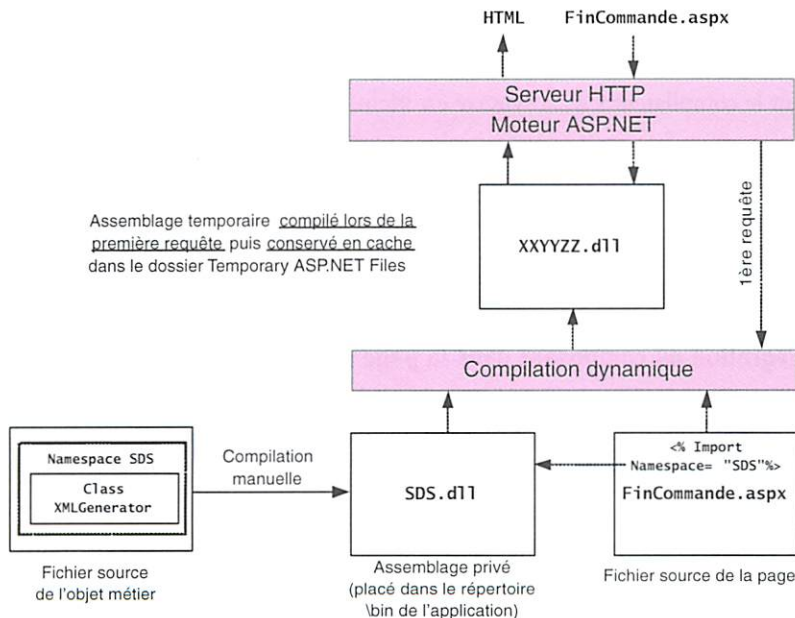 HTML
FinCommande.aspx
Serveur HTTP
Moteur ASP.NET
Assemblage temporaire compilé lors de la
première requête puis conservé en cache
dans le dossier Temporary ASP.NET Files
XXYYZZ.dll
1ère requête
Compilation dynamique
Namespace SDS
Class
XMLGenerator
Compilation
manuelle
SDS.dll
<% Import
Namespace= "SDS"%>
FinCommande.aspx
Fichier source
de l'objet métier
Assemblage privé
(placé dans le répertoire
\bin de l'application)
Fichier source de la page